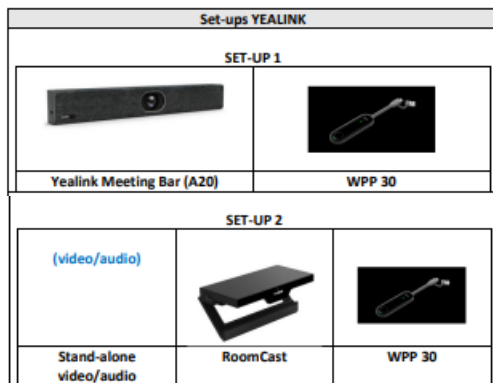 Set-ups YEALINK
SET-UP 1
Yealink Meeting Bar (A20)
WPP 30
SET-UP 2
(video/audio)
Stand-alone
video/audio
RoomCast
WPP 30